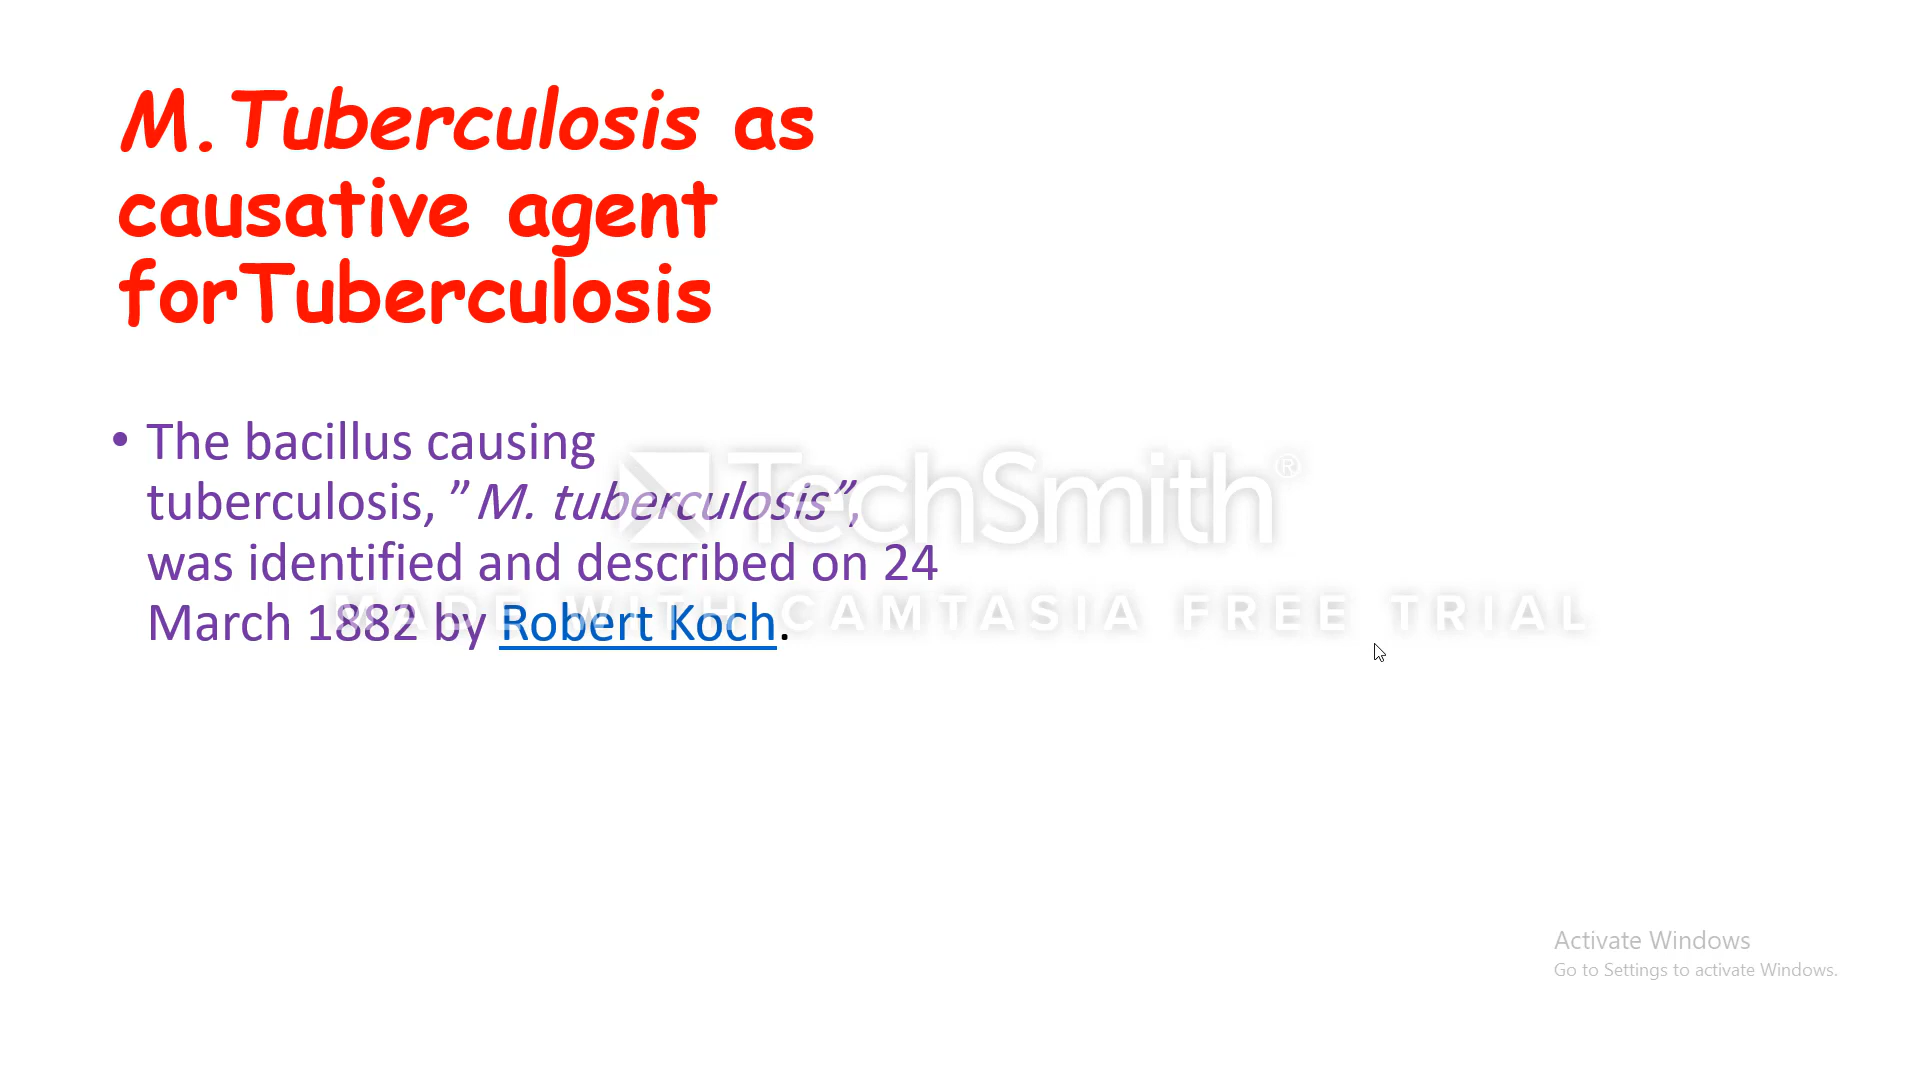 M. Tuberculosis as
causative agent
forTuberculosis
• The bacillus causing
tuberculosis, ”M. tuberculosis”,
was identified and described on 24
March 1882 by Robert Koch.
TechSmith®
MADE WITH CAMTASIA FREE TRIAL
Activate Windows
Go to Settings to activate Windows.